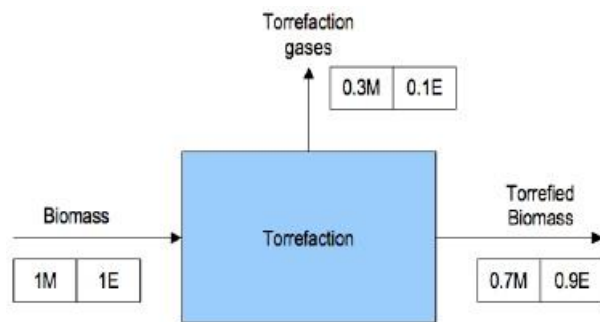 Torrefaction
gases
0.3M 0.1E
Biomass
Torrefaction
Torrefied
Biomass
1M 1E
0.7M 0.9E